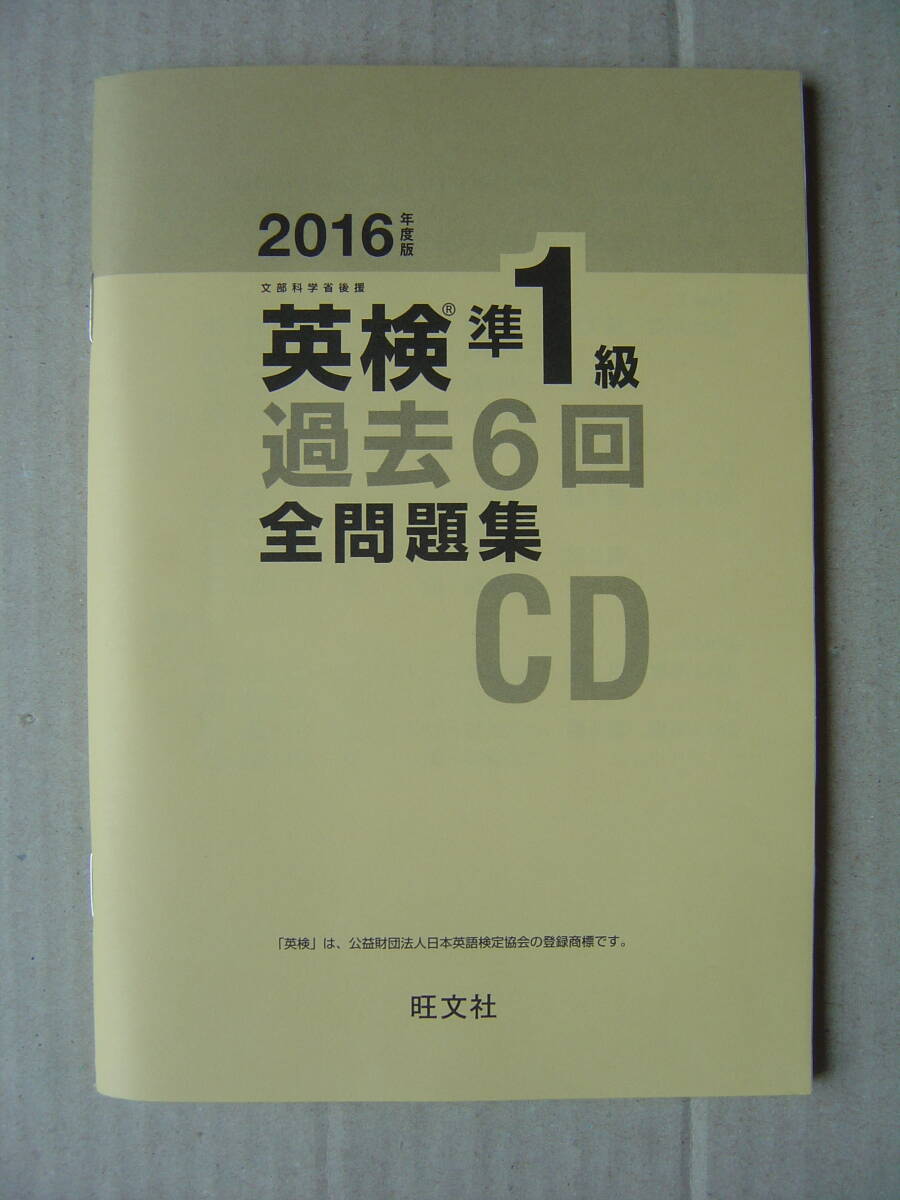 2016年度版
文部科学省後援
英検®準1級
過去6回
全問題集
CD
「英検」は、公益財団法人日本英語検定協会の登録商標です。
旺文社